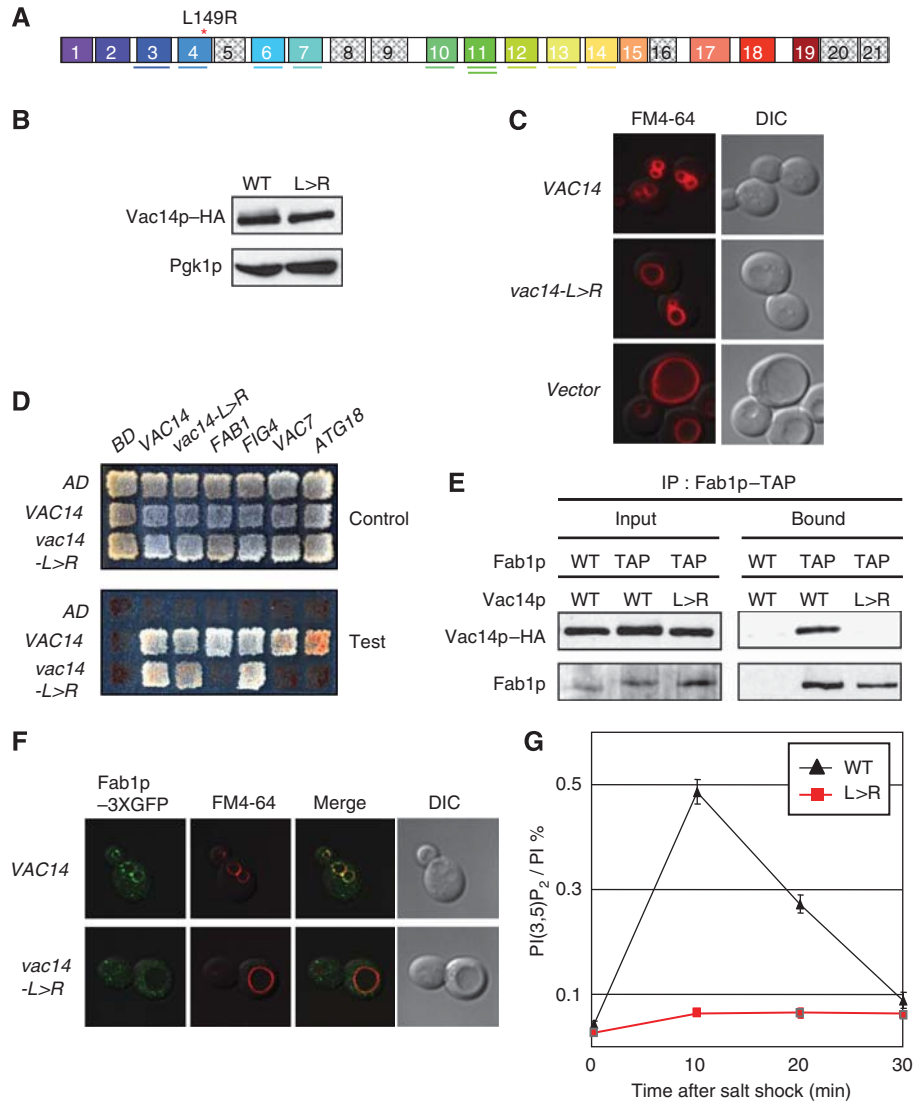 A
L149R
*
1 2 3 4 5 6 7 8 9 10 11 12 13 14 15 16 17 18 19 20 21
B
WT L>R
Vac14p–HA
Pgk1p
C
FM4-64 DIC
VAC14
vac14-L>R
Vector
D
BD VAC14 vac14-L>R FAB1 FIG4 VAC7 ATG18
AD
VAC14
vac14
-L>R
Control
AD
VAC14
vac14
-L>R
Test
E
IP : Fab1p–TAP
Input Bound
Fab1p WT TAP TAP WT TAP TAP
Vac14p WT WT L>R WT WT L>R
Vac14p–HA
Fab1p
F
Fab1p
–3XGFP FM4-64 Merge DIC
VAC14
vac14
-L>R
G
WT
L>R
0.5
0.3
0.1
PI(3,5)P2 / PI %
0 10 20 30
Time after salt shock (min)